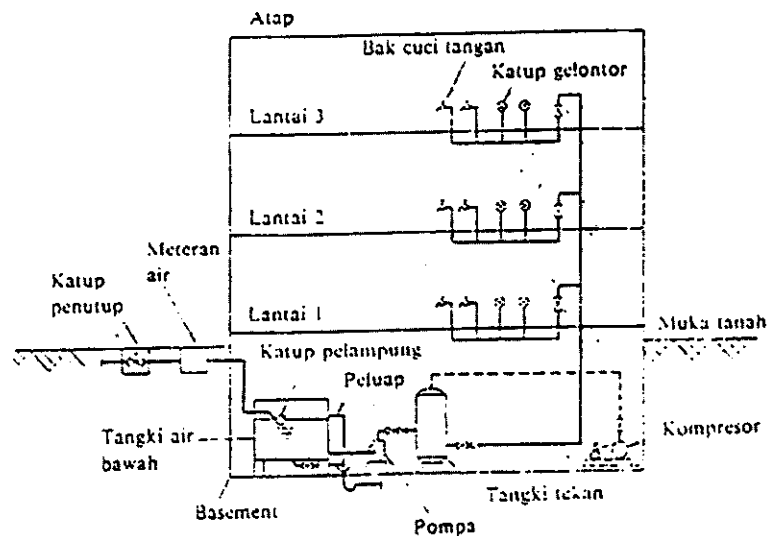 Atap
Bak cuci tangan
Katup gelontor
Lantai 3
Lantai 2
Meteran
air
Katup
penutup
Lantai 1
Muka tanah
Katup pelampung
Peluap
Tangki air
bawah
Kompresor
Tangki tekan
Basement
Pompa